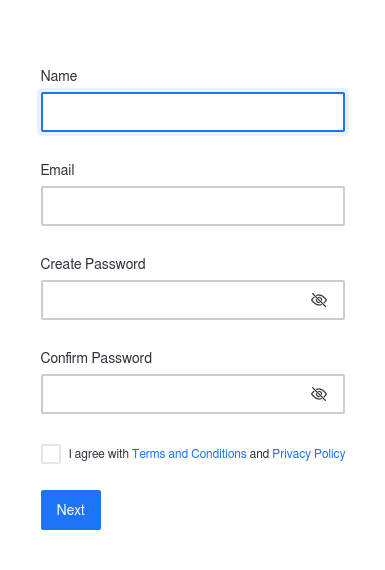 Name
Email
Create Password
Confirm Password
I agree with Terms and Conditions and Privacy Policy
Next